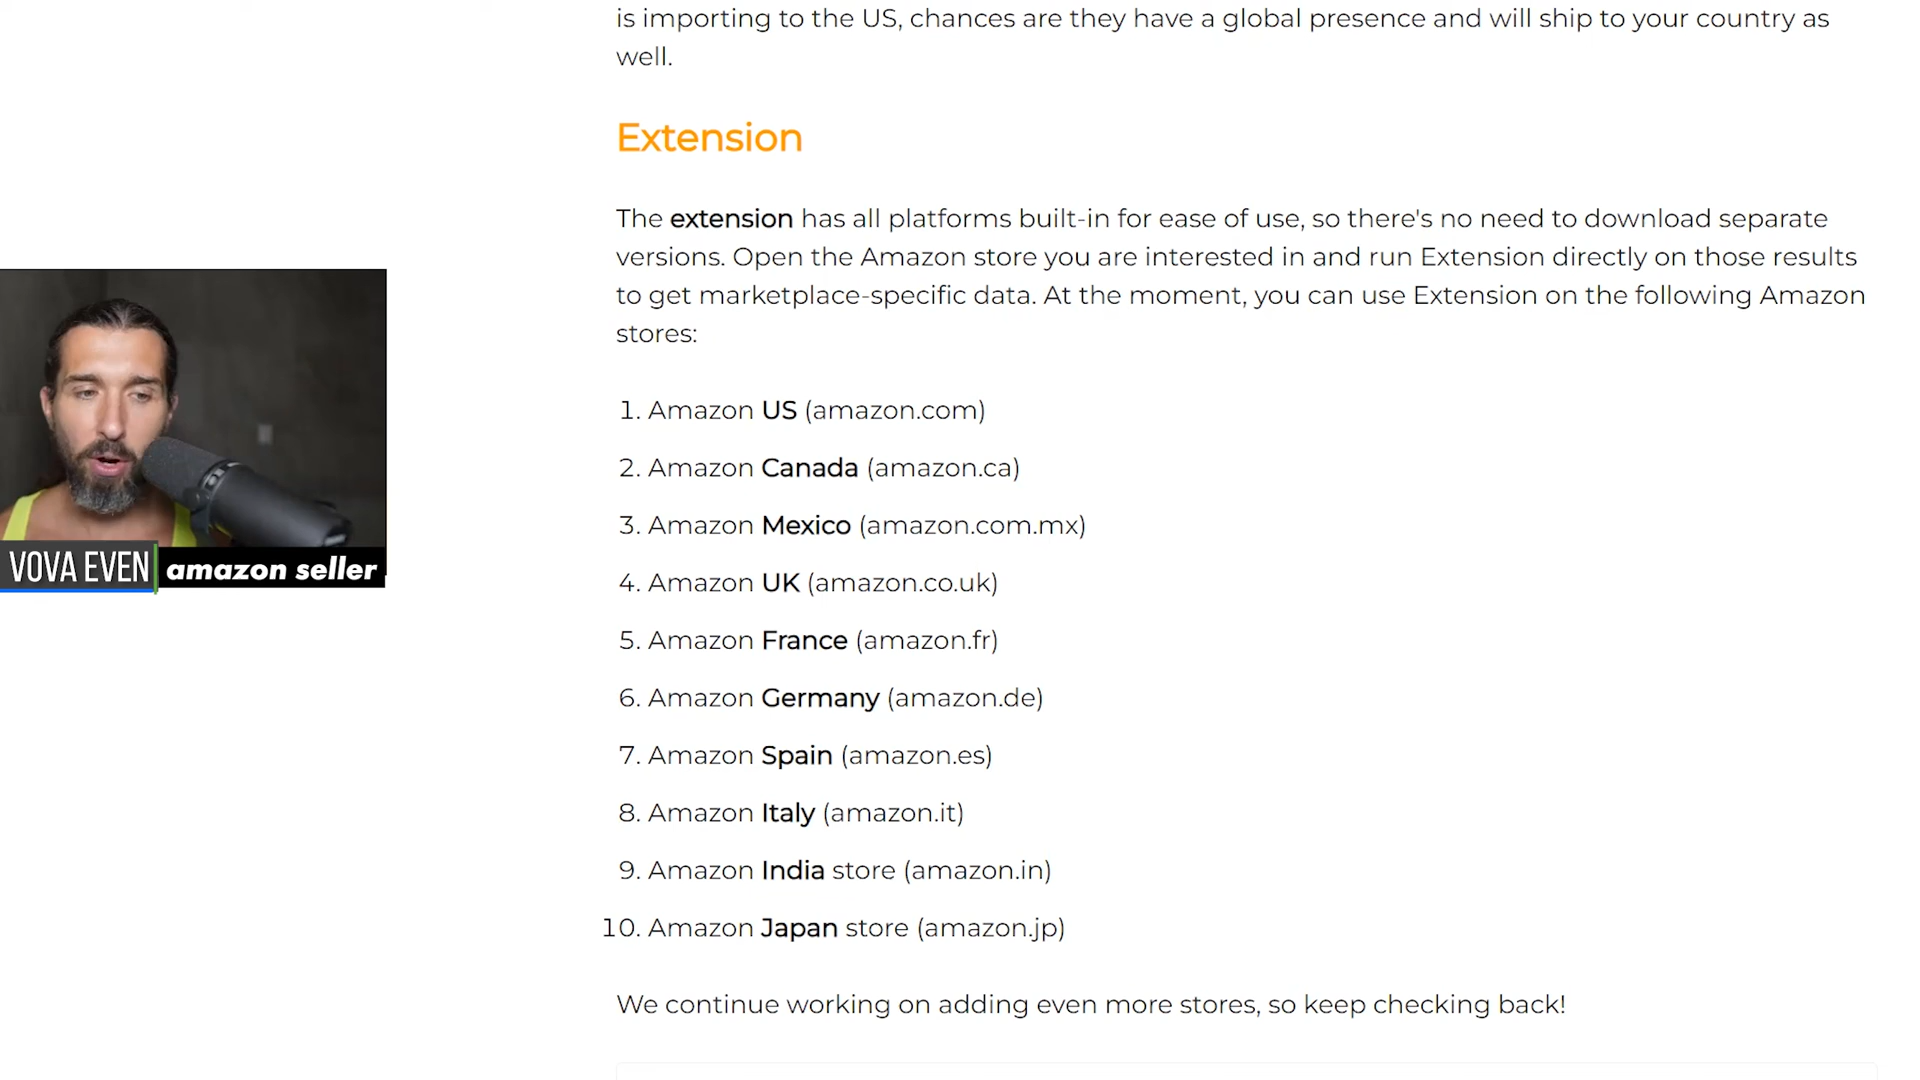 is importing to the US, chances are they have a global presence and will ship to your country as
well.
Extension
The extension has all platforms built-in for ease of use, so there's no need to download separate
versions. Open the Amazon store you are interested in and run Extension directly on those results
to get marketplace-specific data. At the moment, you can use Extension on the following Amazon
stores:
1. Amazon US (amazon.com)
2. Amazon Canada (amazon.ca)
3. Amazon Mexico (amazon.com.mx)
4. Amazon UK (amazon.co.uk)
5. Amazon France (amazon.fr)
6. Amazon Germany (amazon.de)
7. Amazon Spain (amazon.es)
8. Amazon Italy (amazon.it)
9. Amazon India store (amazon.in)
10. Amazon Japan store (amazon.jp)
We continue working on adding even more stores, so keep checking back!
VOVA EVEN amazon seller